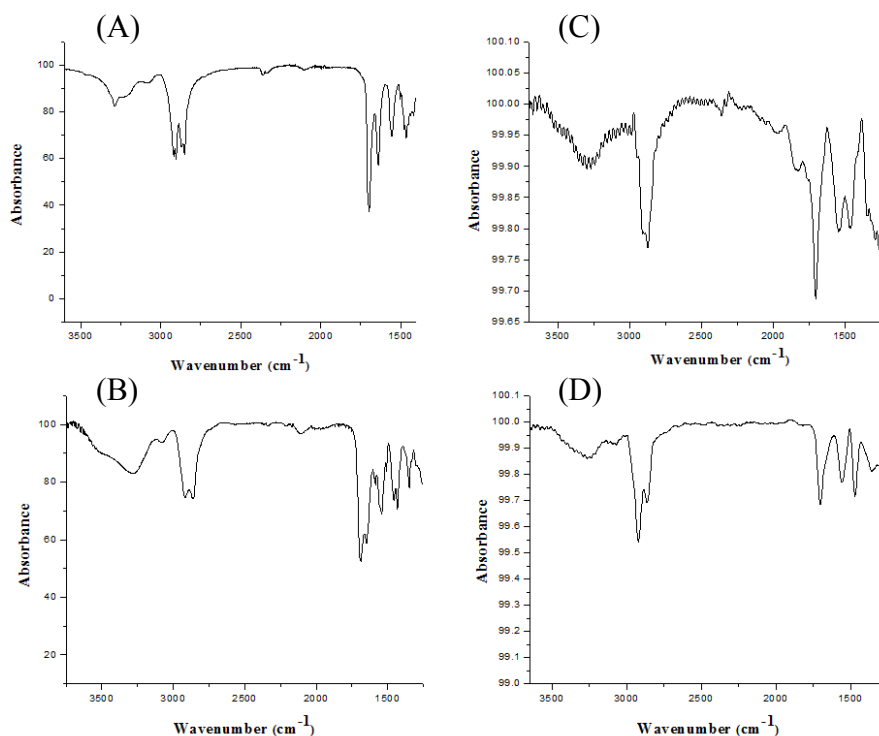 (A)
Absorbance
100
80
60
40
20
0
3500 3000 2500 2000 1500
Wavenumber (cm-1)
(C)
Absorbance
100.10
100.05
100.00
99.95
99.90
99.85
99.80
99.75
99.70
99.65
3500 3000 2500 2000 1500
Wavenumber (cm-1)
(B)
Absorbance
100
80
60
40
20
3500 3000 2500 2000 1500
Wavenumber (cm-1)
(D)
Absorbance
100.1
100.0
99.9
99.8
99.7
99.6
99.5
99.4
99.3
99.2
99.1
99.0
3500 3000 2500 2000 1500
Wavenumber (cm-1)